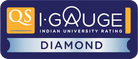 QS I·GAUGE
INDIAN UNIVERSITY RATING
DIAMOND